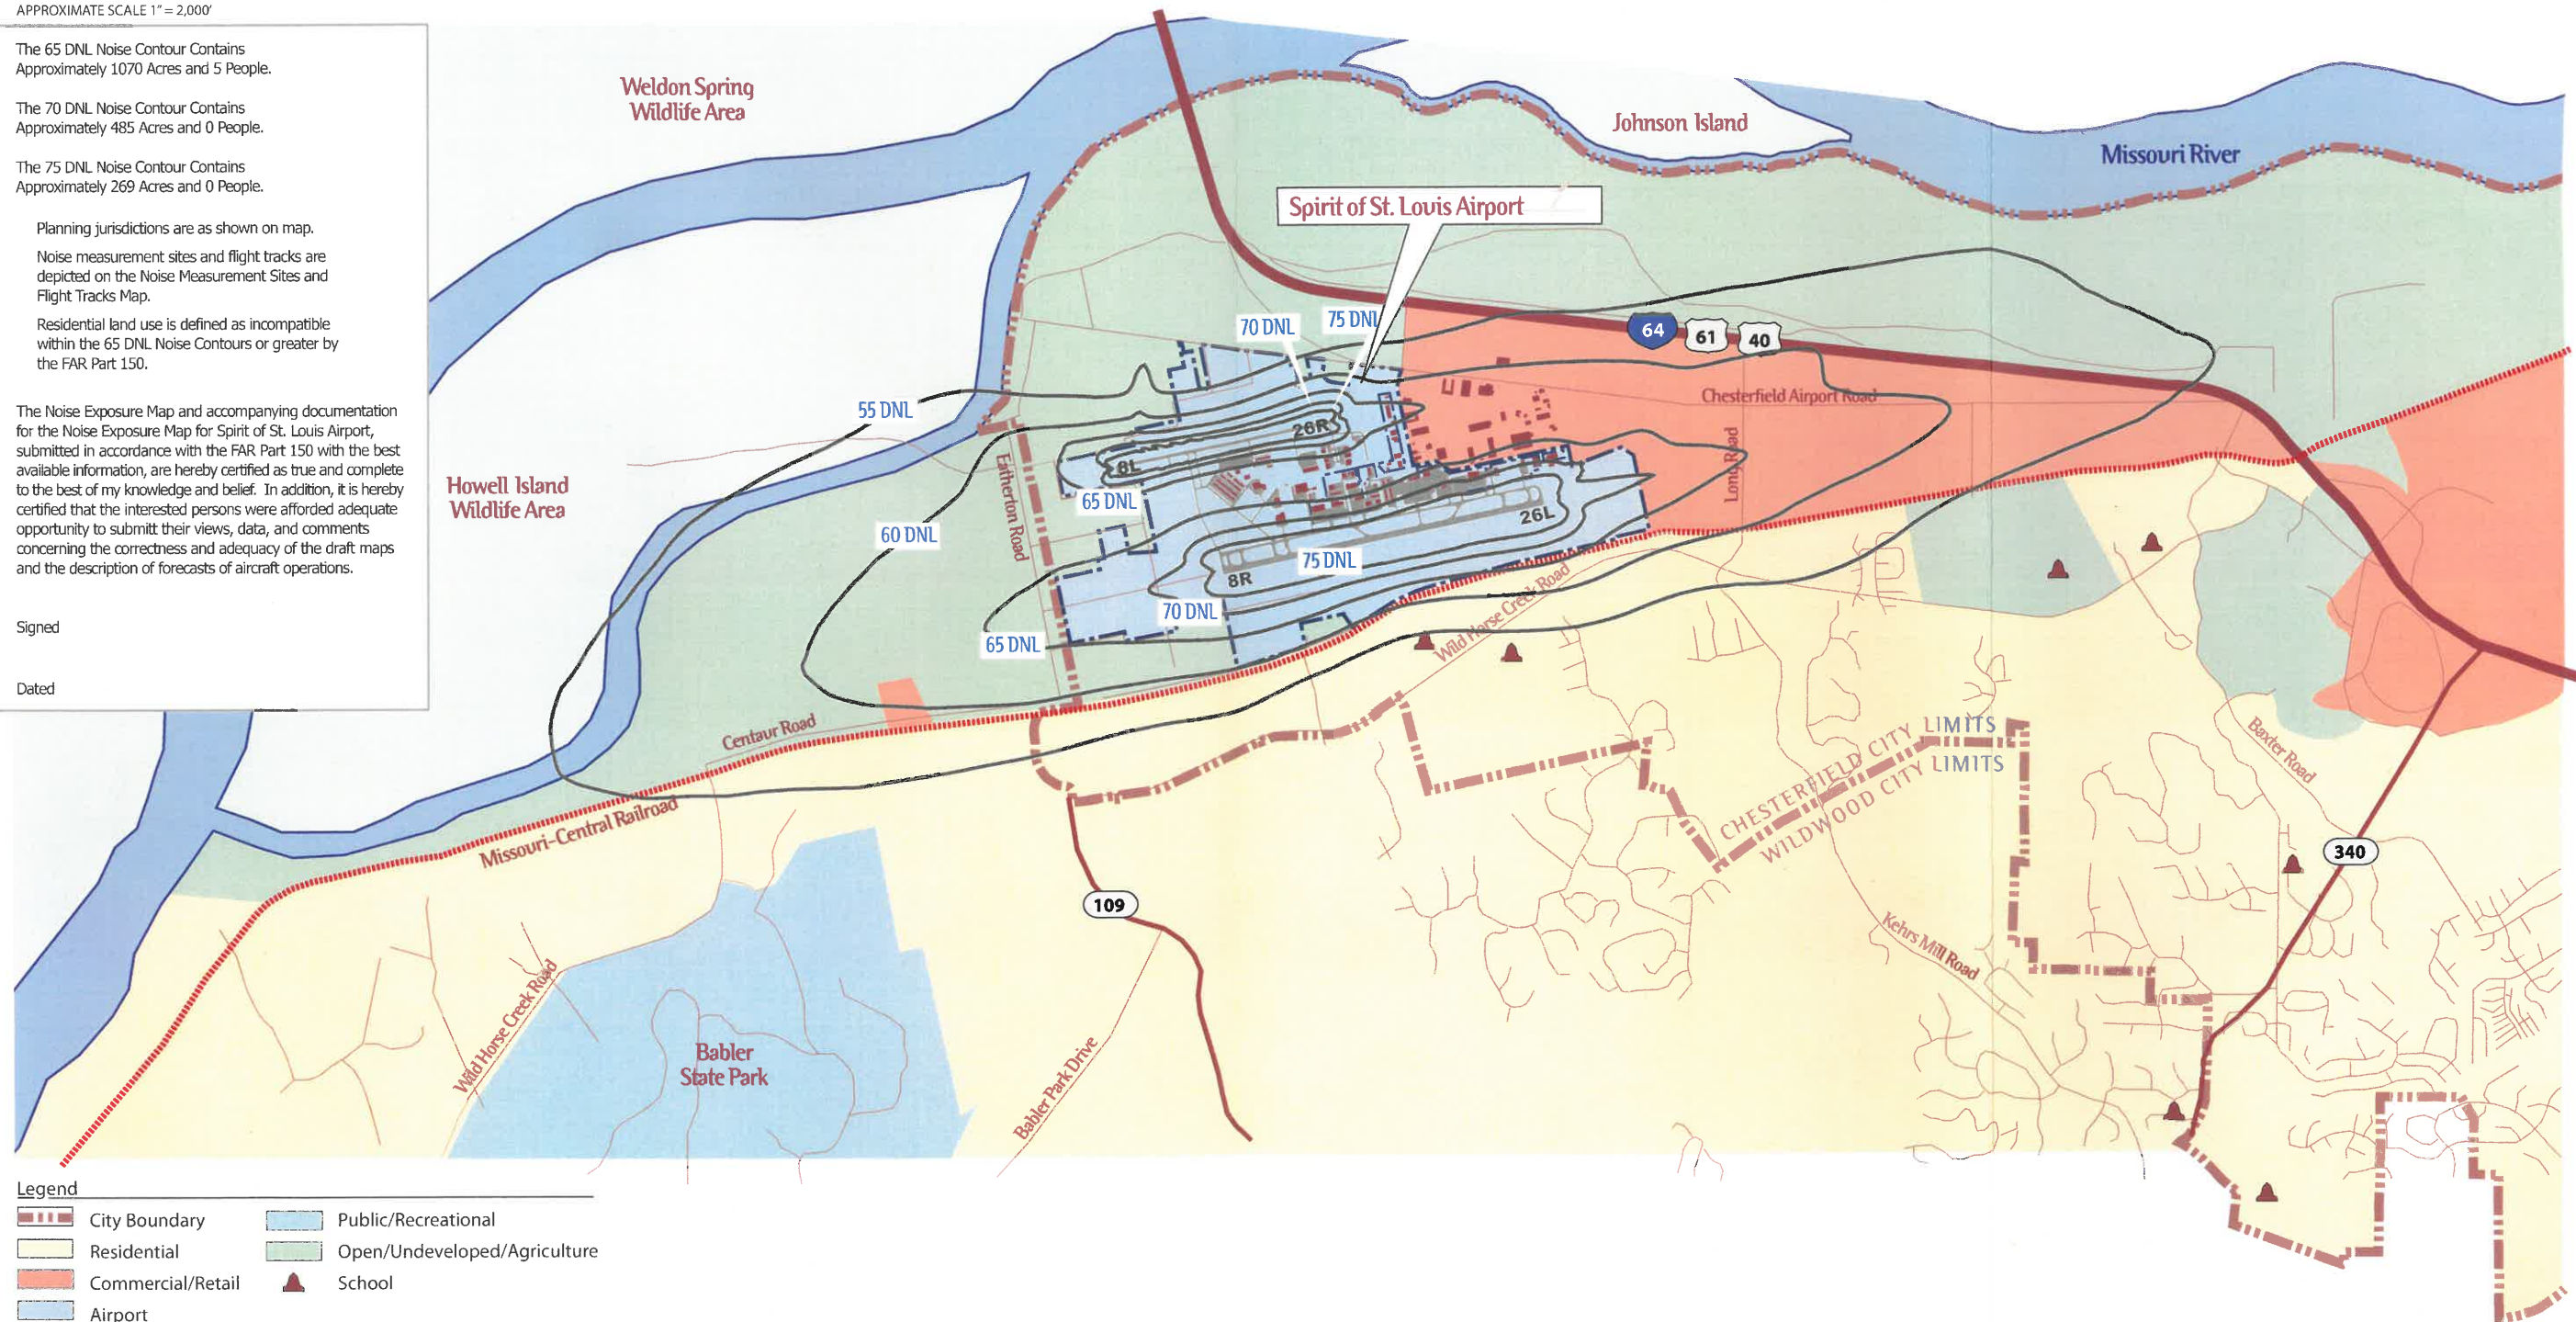 APPROXIMATE SCALE 1" = 2,000'
The 65 DNL Noise Contour Contains
Approximately 1070 Acres and 5 People.
The 70 DNL Noise Contour Contains
Approximately 485 Acres and 0 People.
The 75 DNL Noise Contour Contains
Approximately 269 Acres and 0 People.
Planning jurisdictions are as shown on map.
Noise measurement sites and flight tracks are
depicted on the Noise Measurement Sites and
Flight Tracks Map.
Residential land use is defined as incompatible
within the 65 DNL Noise Contours or greater by
the FAR Part 150.
The Noise Exposure Map and accompanying documentation
for the Noise Exposure Map for Spirit of St. Louis Airport,
submitted in accordance with the FAR Part 150 with the best
available information, are hereby certified as true and complete
to the best of my knowledge and belief. In addition, it is hereby
certified that the interested persons were afforded adequate
opportunity to submitt their views, data, and comments
concerning the correctness and adequacy of the draft maps
and the description of forecasts of aircraft operations.
Signed
Dated
Weldon Spring
Wildlife Area
Johnson Island
Missouri River
Spirit of St. Louis Airport
70 DNL
75 DNL
64
61
40
Chesterfield Airport Road
55 DNL
26R
8L
Long Road
Howell Island
Wildlife Area
Eatherton Road
65 DNL
60 DNL
26L
75 DNL
8R
70 DNL
65 DNL
Wild Horse Creek Road
Centaur Road
Missouri-Central Railroad
CHESTERFIELD CITY LIMITS
WILDWOOD CITY LIMITS
Baxter Road
340
109
Kehrs Mill Road
Wild Horse Creek Road
Babler
State Park
Babler Park Drive
Legend
City Boundary
Residential
Commercial/Retail
Airport
Public/Recreational
Open/Undeveloped/Agriculture
School